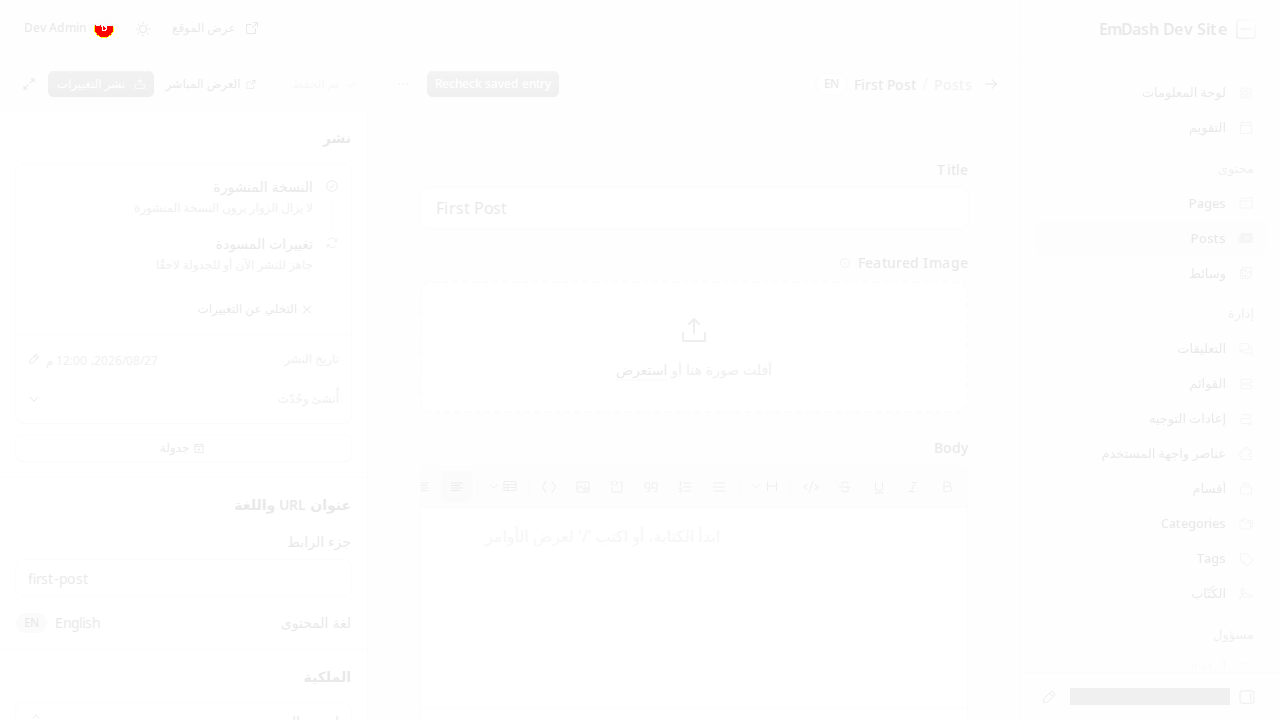 EmDash Dev Site
عرض الموقع
Dev Admin
لوحة المعلومات
التقويم
محتوى
Pages
Posts
وسائط
إدارة
التعليقات
القوائم
إعادات التوجيه
عناصر واجهة المستخدم
أقسام
Categories
Tags
الكُتّاب
مسؤول
Posts / First Post EN
Recheck saved entry
تم الحفظ
العرض المباشر
نشر التغييرات
Title
First Post
Featured Image
أفلت صورة هنا أو استعرض
Body
ابدأ الكتابة، أو اكتب '/' لعرض الأوامر
نشر
النسخة المنشورة
لا يزال الزوار يرون النسخة المنشورة
تغييرات المسودة
جاهز للنشر الآن أو للجدولة لاحقًا
التخلي عن التغييرات
تاريخ النشر
27/08/2026، 12:00 م
أُنشئ وحُدّث
جدولة
عنوان URL واللغة
جزء الرابط
first-post
لغة المحتوى
English EN
الملكية